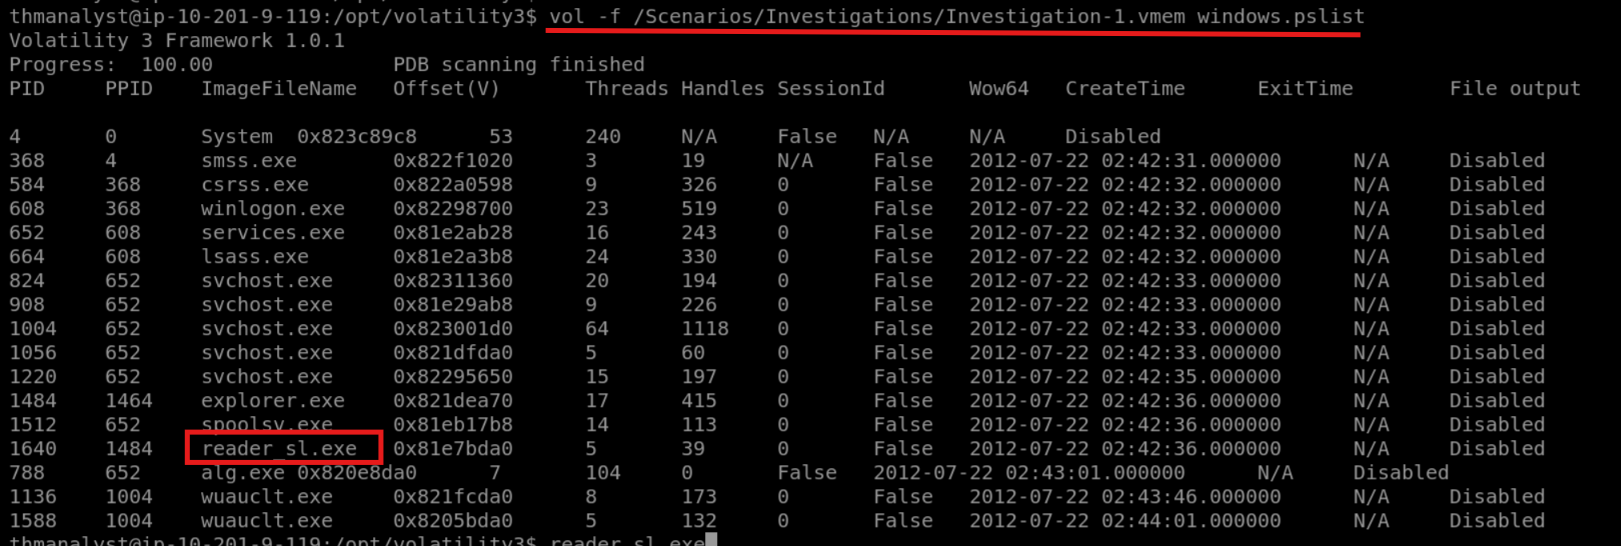 thmanalyst@ip-10-201-9-119:/opt/volatility3$ vol -f /Scenarios/Investigations/Investigation-1.vmem windows.pslist
Volatility 3 Framework 1.0.1
Progress:  100.00               PDB scanning finished
PID     PPID    ImageFileName   Offset(V)       Threads Handles SessionId       Wow64   CreateTime      ExitTime        File output
4       0       System  0x823c89c8      53      240     N/A     False   N/A     N/A     Disabled
368     4       smss.exe        0x822f1020      3       19      N/A     False   2012-07-22 02:42:31.000000      N/A     Disabled
584     368     csrss.exe       0x822a0598      9       326     0       False   2012-07-22 02:42:32.000000      N/A     Disabled
608     368     winlogon.exe    0x82298700      23      519     0       False   2012-07-22 02:42:32.000000      N/A     Disabled
652     608     services.exe    0x81e2ab28      16      243     0       False   2012-07-22 02:42:32.000000      N/A     Disabled
664     608     lsass.exe       0x81e2a3b8      24      330     0       False   2012-07-22 02:42:32.000000      N/A     Disabled
824     652     svchost.exe     0x82311360      20      194     0       False   2012-07-22 02:42:33.000000      N/A     Disabled
908     652     svchost.exe     0x81e29ab8      9       226     0       False   2012-07-22 02:42:33.000000      N/A     Disabled
1004    652     svchost.exe     0x823001d0      64      1118    0       False   2012-07-22 02:42:33.000000      N/A     Disabled
1056    652     svchost.exe     0x821dfda0      5       60      0       False   2012-07-22 02:42:33.000000      N/A     Disabled
1220    652     svchost.exe     0x82295650      15      197     0       False   2012-07-22 02:42:35.000000      N/A     Disabled
1484    1464    explorer.exe    0x821dea70      17      415     0       False   2012-07-22 02:42:36.000000      N/A     Disabled
1512    652     spoolsv.exe     0x81eb17b8      14      113     0       False   2012-07-22 02:42:36.000000      N/A     Disabled
1640    1484    reader_sl.exe   0x81e7bda0      5       39      0       False   2012-07-22 02:42:36.000000      N/A     Disabled
788     652     alg.exe 0x820e8da0      7       104     0       False   2012-07-22 02:43:01.000000      N/A     Disabled
1136    1004    wuauclt.exe     0x821fcda0      8       173     0       False   2012-07-22 02:43:46.000000      N/A     Disabled
1588    1004    wuauclt.exe     0x8205bda0      5       132     0       False   2012-07-22 02:44:01.000000      N/A     Disabled
thmanalyst@ip-10-201-9-119:/opt/volatility3$ reader_sl.exe